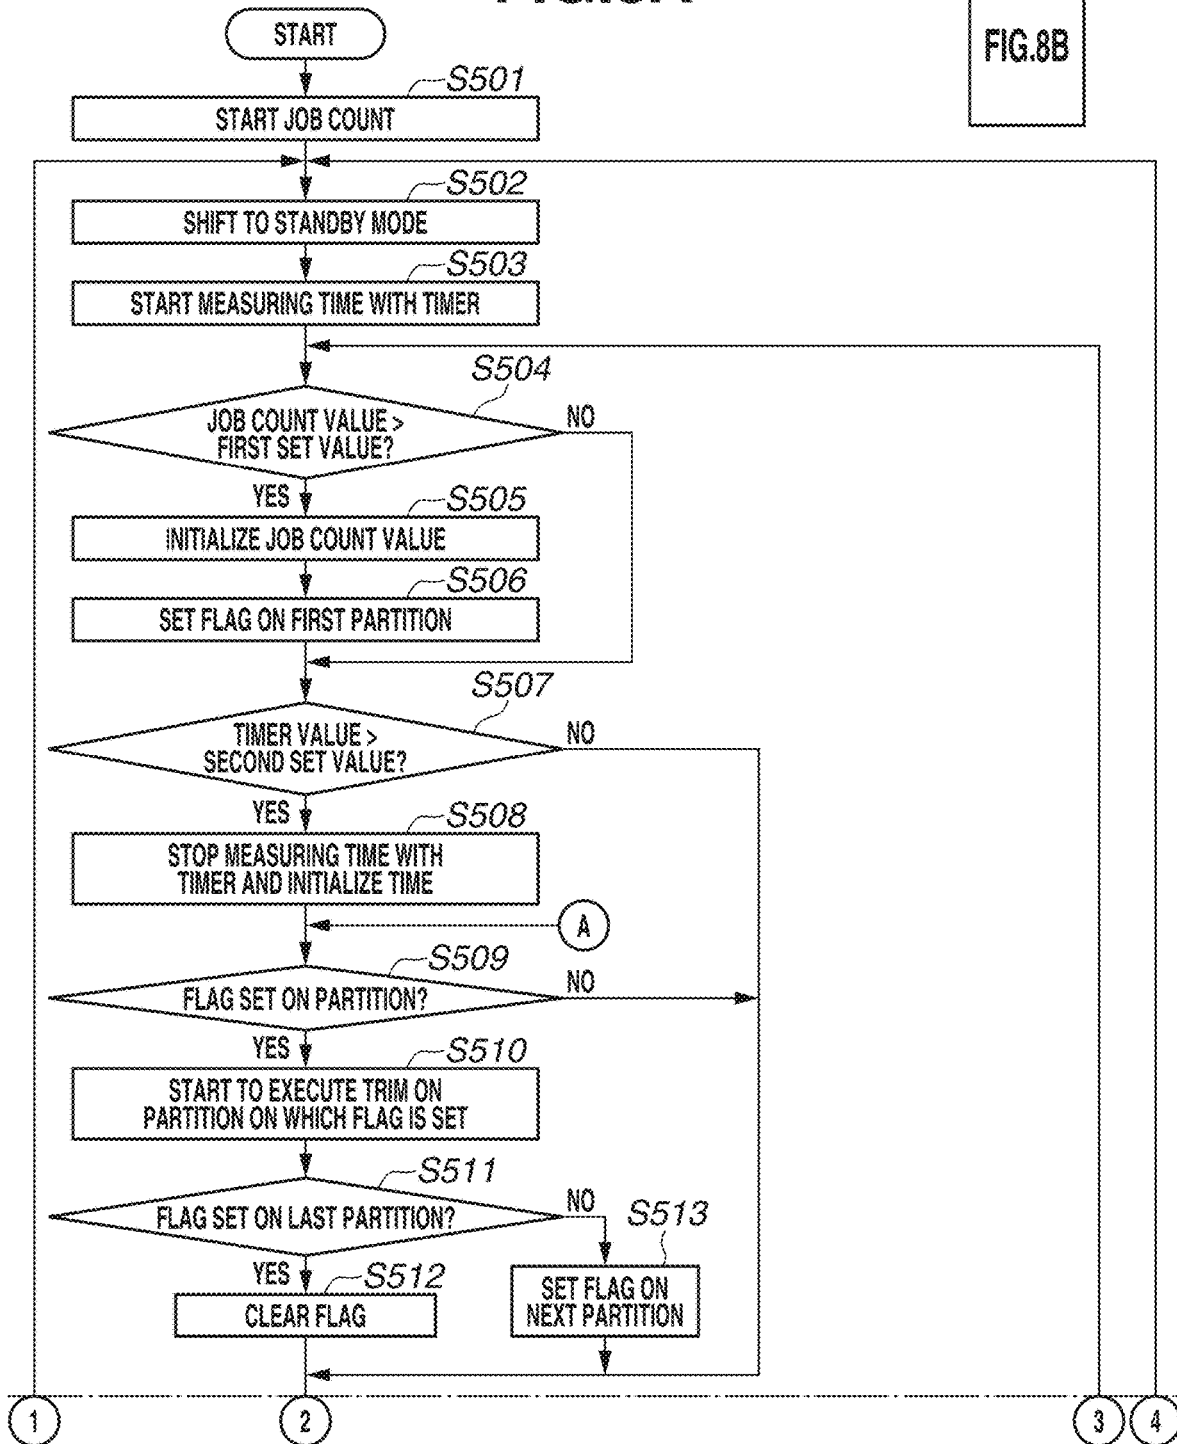 FIG.8B
START
S501
START JOB COUNT
S502
SHIFT TO STANDBY MODE
S503
START MEASURING TIME WITH TIMER
S504
JOB COUNT VALUE >
FIRST SET VALUE?
NO
YES
S505
INITIALIZE JOB COUNT VALUE
S506
SET FLAG ON FIRST PARTITION
S507
TIMER VALUE >
SECOND SET VALUE?
NO
YES
S508
STOP MEASURING TIME WITH
TIMER AND INITIALIZE TIME
A
S509
FLAG SET ON PARTITION?
NO
YES
S510
START TO EXECUTE TRIM ON
PARTITION ON WHICH FLAG IS SET
S511
FLAG SET ON LAST PARTITION?
NO
S513
YES
S512
SET FLAG ON
NEXT PARTITION
CLEAR FLAG
1
2
3
4